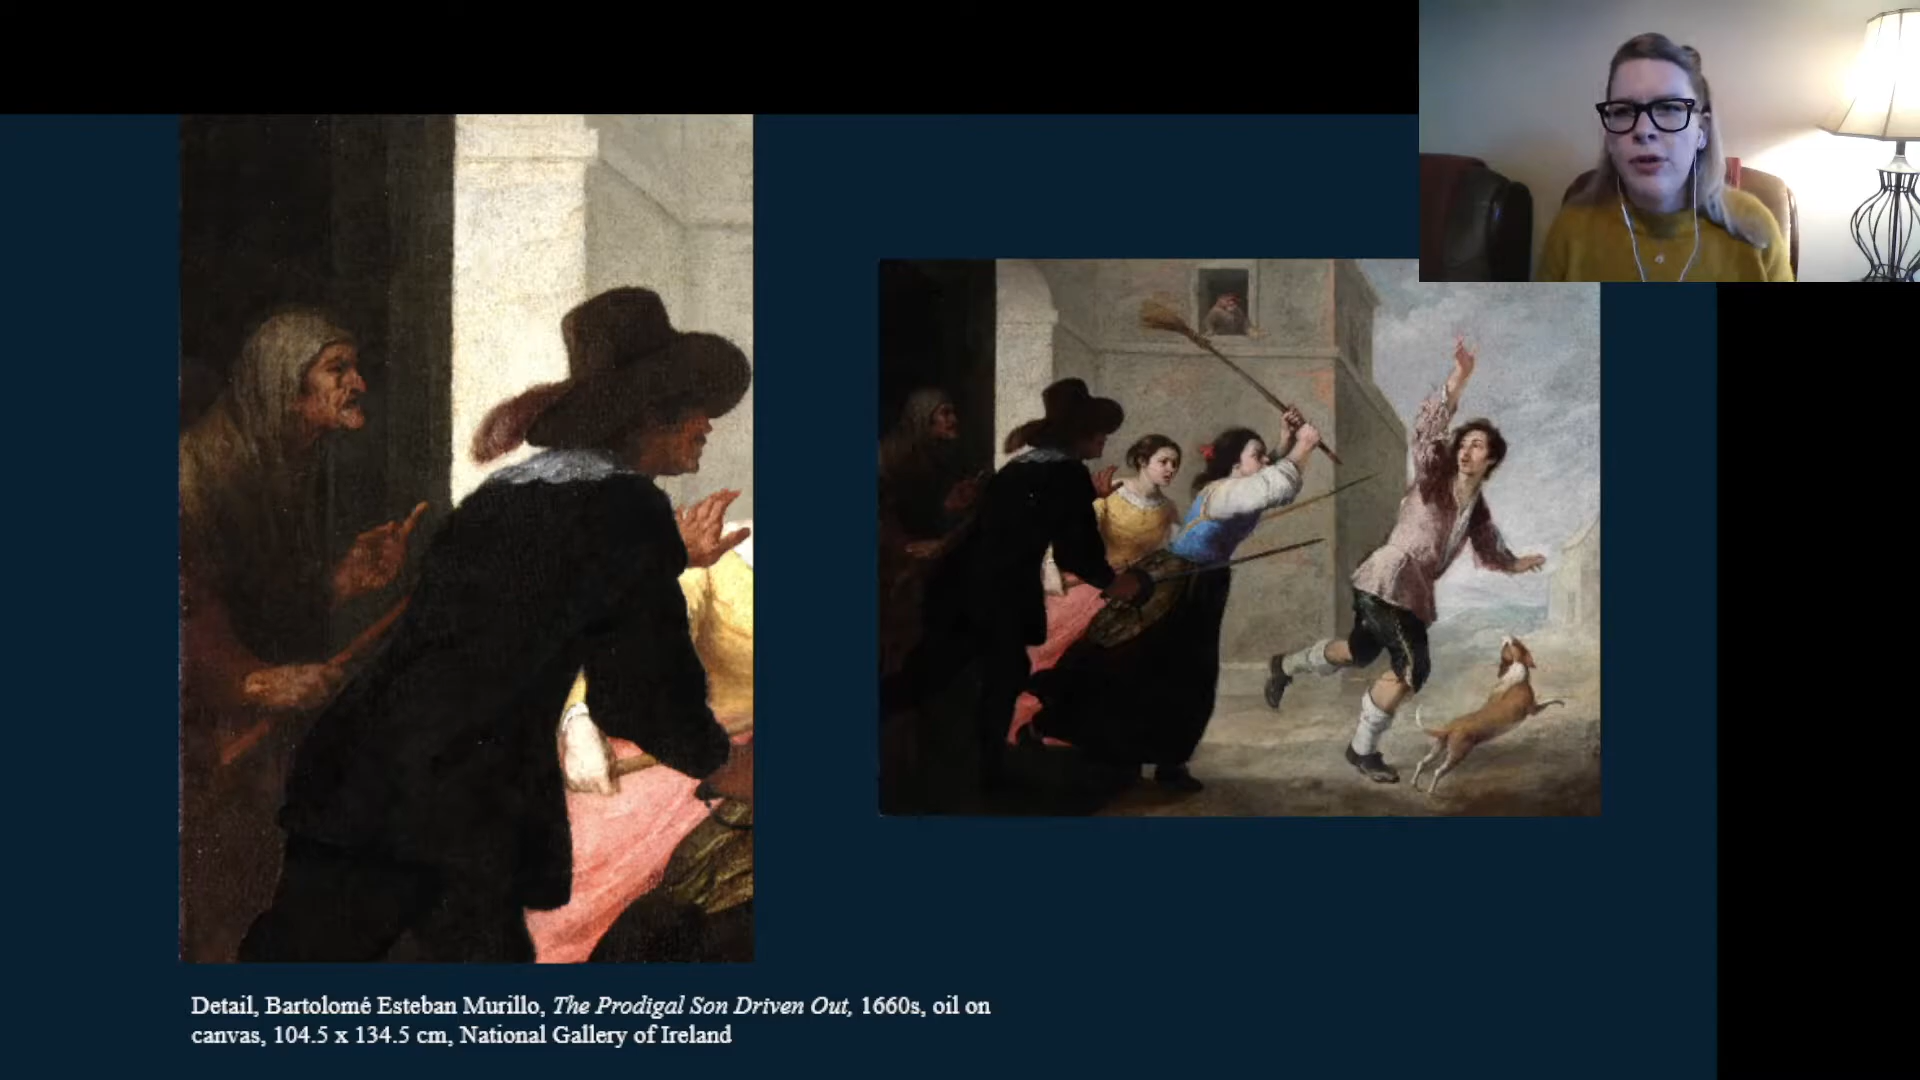 Detail, Bartolomé Esteban Murillo, The Prodigal Son Driven Out, 1660s, oil on
canvas, 104.5 x 134.5 cm, National Gallery of Ireland